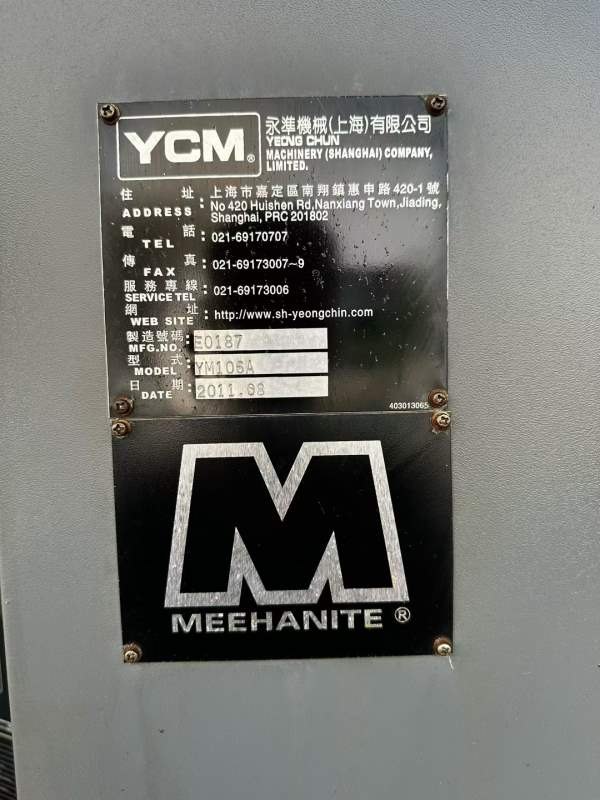 YCM®
永準機械(上海)有限公司
YEONG CHUN
MACHINERY (SHANGHAI) COMPANY,
LIMITED.
住 址 : 上海市嘉定區南翔鎮惠申路420-1號
ADDRESS : No 420 Huishen Rd,Nanxiang Town,Jiading,
Shanghai, PRC 201802
電 話
TEL : 021-69170707
傳 真
FAX : 021-69173007~9
服務專線
SERVICE TEL : 021-69173006
網 址
WEB SITE : http://www.sh-yeongchin.com
製造號碼
MFG.NO. : E0187
型 式
MODEL : YM106A
日 期
DATE : 2011.08
403013065
M
MEEHANITE ®